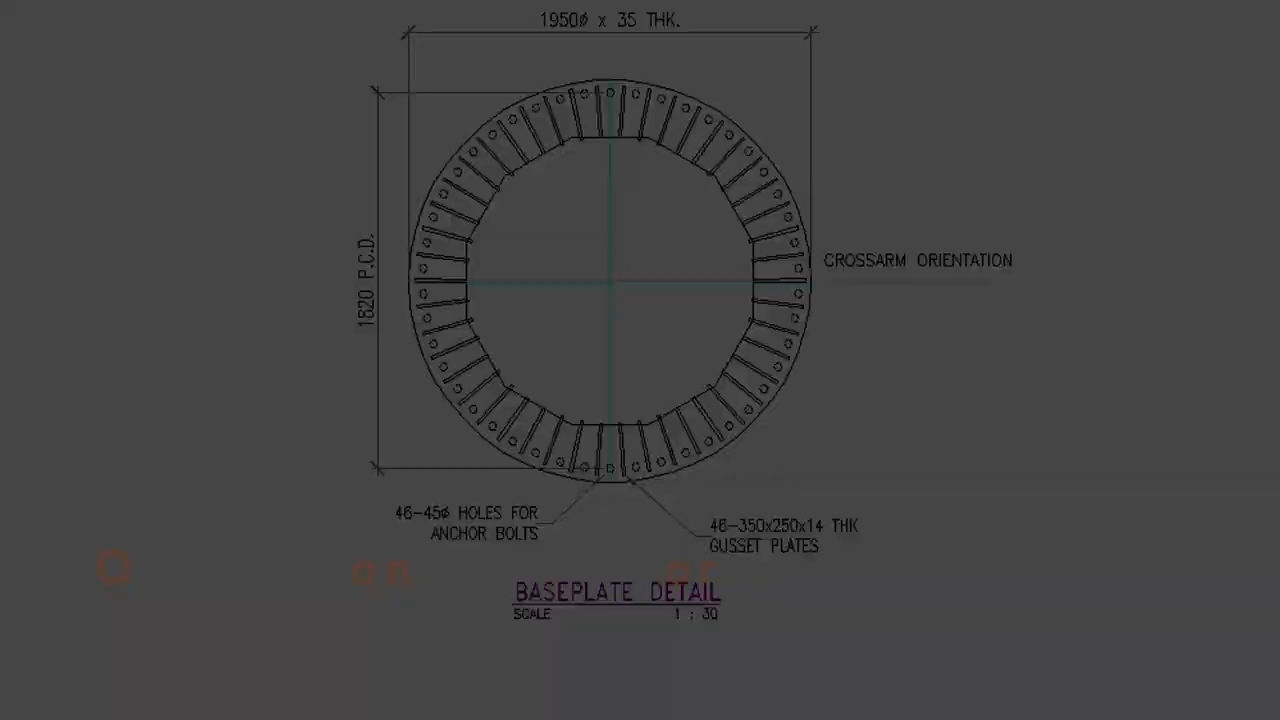 1950ø x 35 THK.
1820 P.C.D.
CROSSARM ORIENTATION
46-45ø HOLES FOR
ANCHOR BOLTS
46-350x250x14 THK
GUSSET PLATES
BASEPLATE DETAIL
SCALE 1 : 30